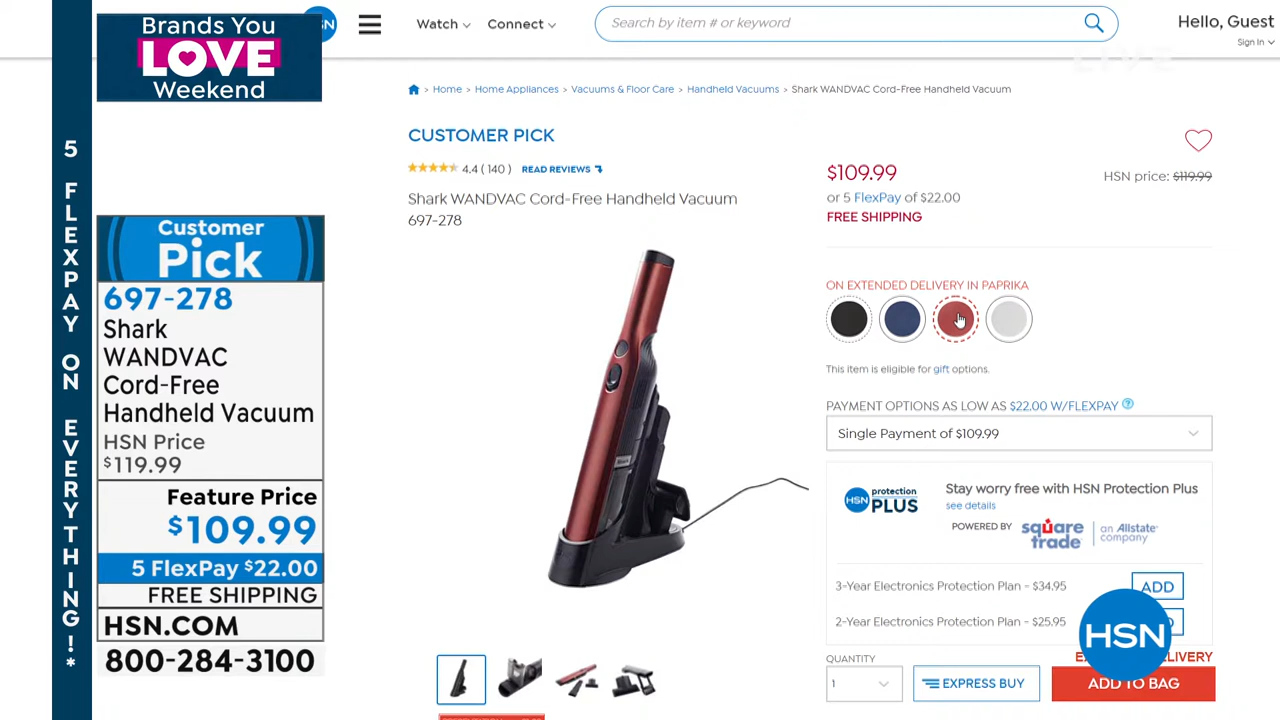 Brands You
LOVE
Weekend
5 FLEXPAY ON EVERYTHING!*
Customer
Pick
697-278
Shark
WANDVAC
Cord-Free
Handheld Vacuum
HSN Price
$119.99
Feature Price
$109.99
5 FlexPay $22.00
FREE SHIPPING
HSN.COM
800-284-3100
Watch
Connect
Search by item # or keyword
Hello, Guest
Sign In
LIVE
> Home > Home Appliances > Vacuums & Floor Care > Handheld Vacuums > Shark WANDVAC Cord-Free Handheld Vacuum
CUSTOMER PICK
4.4 ( 140 ) READ REVIEWS
Shark WANDVAC Cord-Free Handheld Vacuum
697-278
$109.99
HSN price: $119.99
or 5 FlexPay of $22.00
FREE SHIPPING
ON EXTENDED DELIVERY IN PAPRIKA
This item is eligible for gift options.
PAYMENT OPTIONS AS LOW AS $22.00 W/FLEXPAY ?
Single Payment of $109.99
HSN protection PLUS
Stay worry free with HSN Protection Plus
see details
POWERED BY square trade an Allstate company
3-Year Electronics Protection Plan - $34.95
ADD
2-Year Electronics Protection Plan - $25.95
HSN
QUANTITY
1
EXPRESS BUY
ADD TO BAG